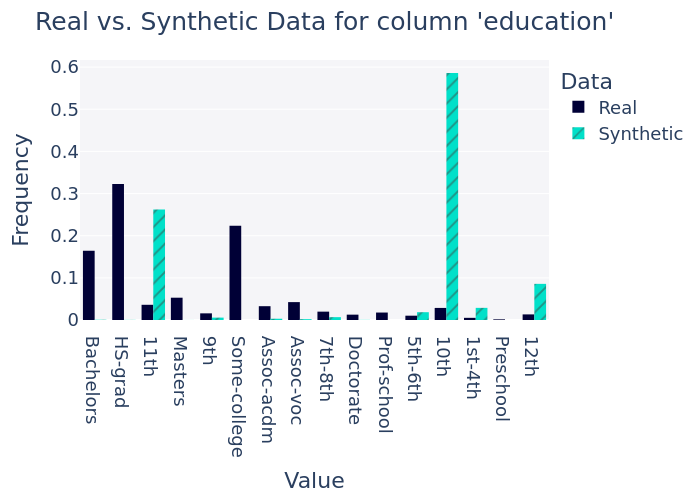 Real vs. Synthetic Data for column 'education'
0.6
0.5
0.4
0.3
0.2
0.1
0
Frequency
Bachelors
HS-grad
11th
Masters
9th
Some-college
Assoc-acdm
Assoc-voc
7th-8th
Doctorate
Prof-school
5th-6th
10th
1st-4th
Preschool
12th
Value
Data
Real
Synthetic